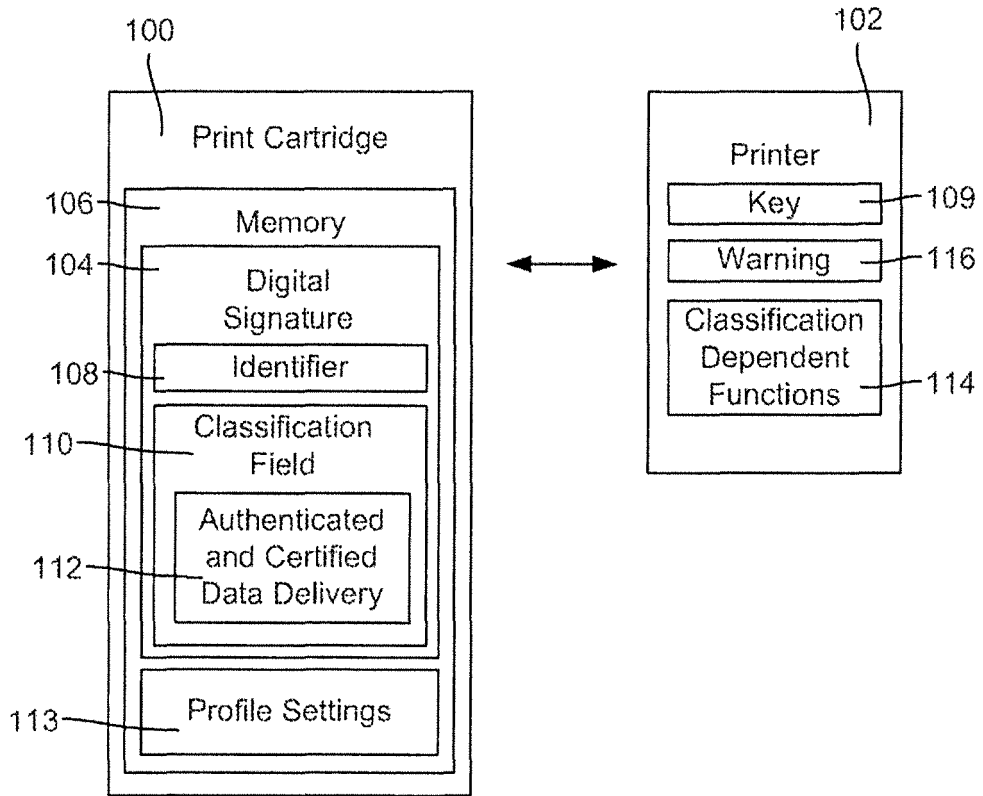 100
102
Print Cartridge
106
Memory
104
Digital
Signature
108
Identifier
110
Classification
Field
112
Authenticated
and Certified
Data Delivery
113
Profile Settings
Printer
Key
109
Warning
116
Classification
Dependent
Functions
114